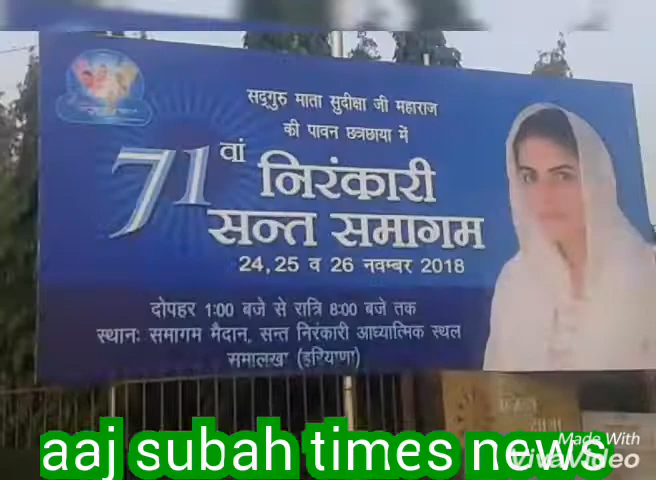 सद्गुरु माता सुदीक्षा जी महाराज
की पावन छत्रछाया में
71वां निरंकारी
सन्त समागम
24,25 व 26 नवम्बर 2018
दोपहर 1:00 बजे से रात्रि 8:00 बजे तक
स्थानः समागम मैदान, सन्त निरंकारी आध्यात्मिक स्थल
समालखा (हरियाणा)
aaj subah times news
Made With
VivaVideo